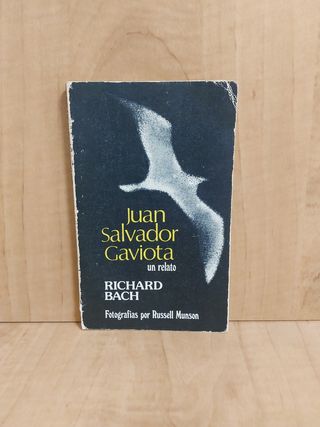 Juan
Salvador
Gaviota
un relato
RICHARD
BACH
Fotografías por Russell Munson